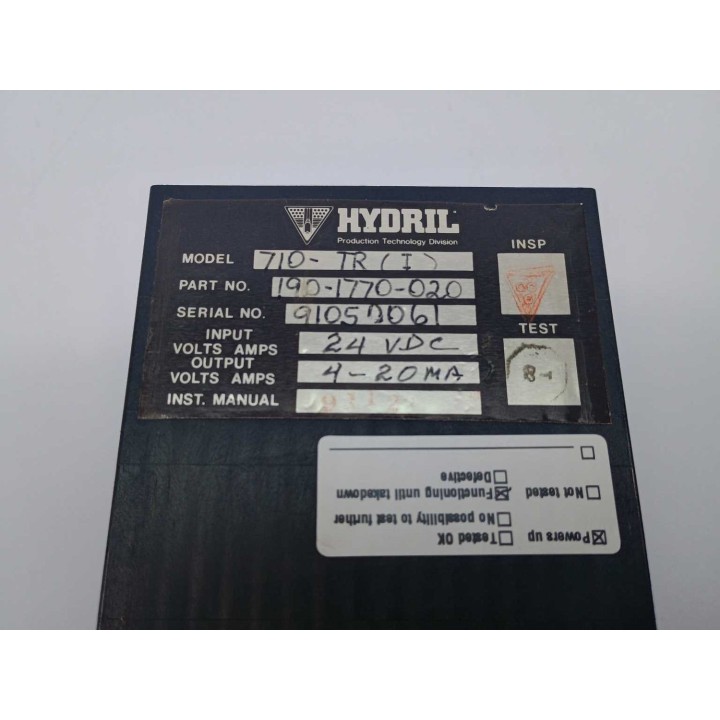 HYDRIL
Production Technology Division
MODEL 710-TR(I)
INSP
PART NO. 190-1770-020
SERIAL NO. 9105D061
TEST
INPUT
VOLTS AMPS 24 VDC
OUTPUT
VOLTS AMPS 4-20MA
INST. MANUAL
Powers up
Tested OK
No possibility to test further
Not tested
Functioning until takedown
Defective